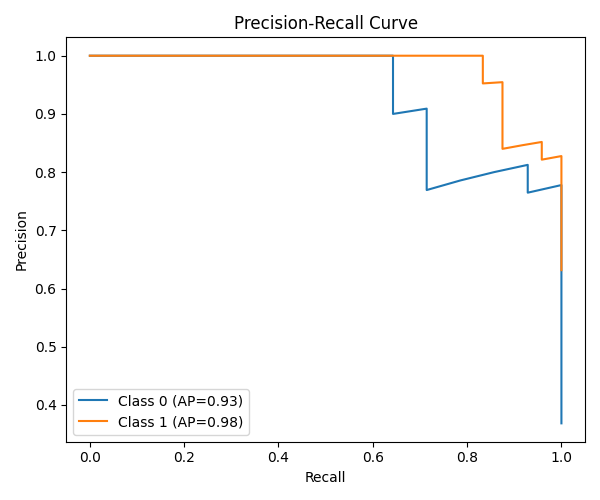 Precision-Recall Curve
1.0
0.9
0.8
0.7
0.6
0.5
0.4
Precision
Class 0 (AP=0.93)
Class 1 (AP=0.98)
0.0 0.2 0.4 0.6 0.8 1.0
Recall